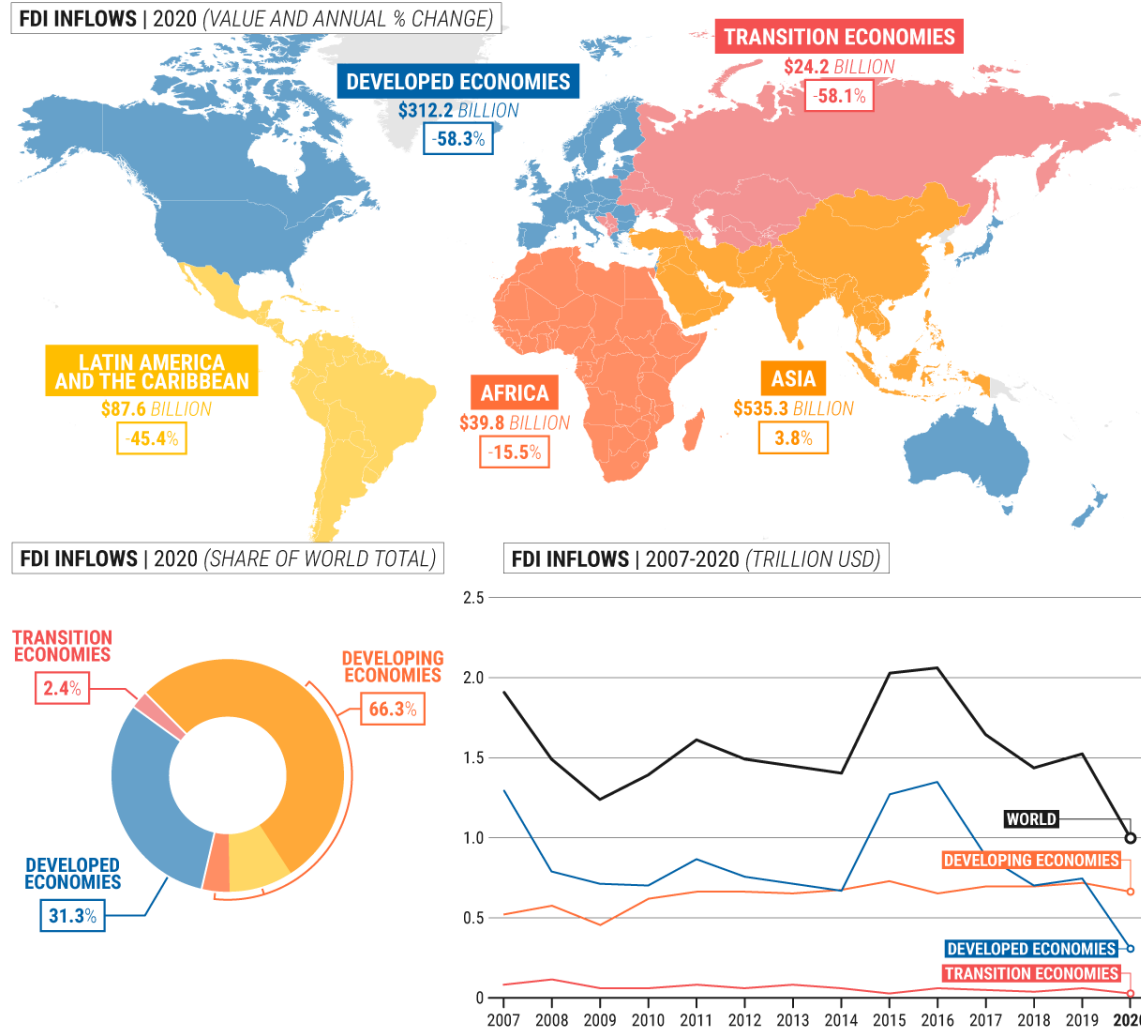 FDI INFLOWS | 2020 (VALUE AND ANNUAL % CHANGE)
TRANSITION ECONOMIES
$24.2 BILLION
-58.1%
DEVELOPED ECONOMIES
$312.2 BILLION
-58.3%
LATIN AMERICA
AND THE CARIBBEAN
$87.6 BILLION
-45.4%
AFRICA
$39.8 BILLION
-15.5%
ASIA
$535.3 BILLION
3.8%
FDI INFLOWS | 2020 (SHARE OF WORLD TOTAL)
TRANSITION
ECONOMIES
2.4%
DEVELOPING
ECONOMIES
66.3%
DEVELOPED
ECONOMIES
31.3%
FDI INFLOWS | 2007-2020 (TRILLION USD)
2.5
2.0
1.5
1.0
0.5
0
WORLD
DEVELOPING ECONOMIES
DEVELOPED ECONOMIES
TRANSITION ECONOMIES
2007 2008 2009 2010 2011 2012 2013 2014 2015 2016 2017 2018 2019 2020